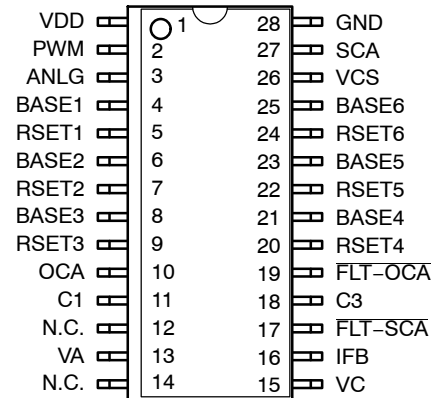 VDD 1 28 GND
PWM 2 27 SCA
ANLG 3 26 VCS
BASE1 4 25 BASE6
RSET1 5 24 RSET6
BASE2 6 23 BASE5
RSET2 7 22 RSET5
BASE3 8 21 BASE4
RSET3 9 20 RSET4
OCA 10 19 FLT−OCA
C1 11 18 C3
N.C. 12 17 FLT−SCA
VA 13 16 IFB
N.C. 14 15 VC